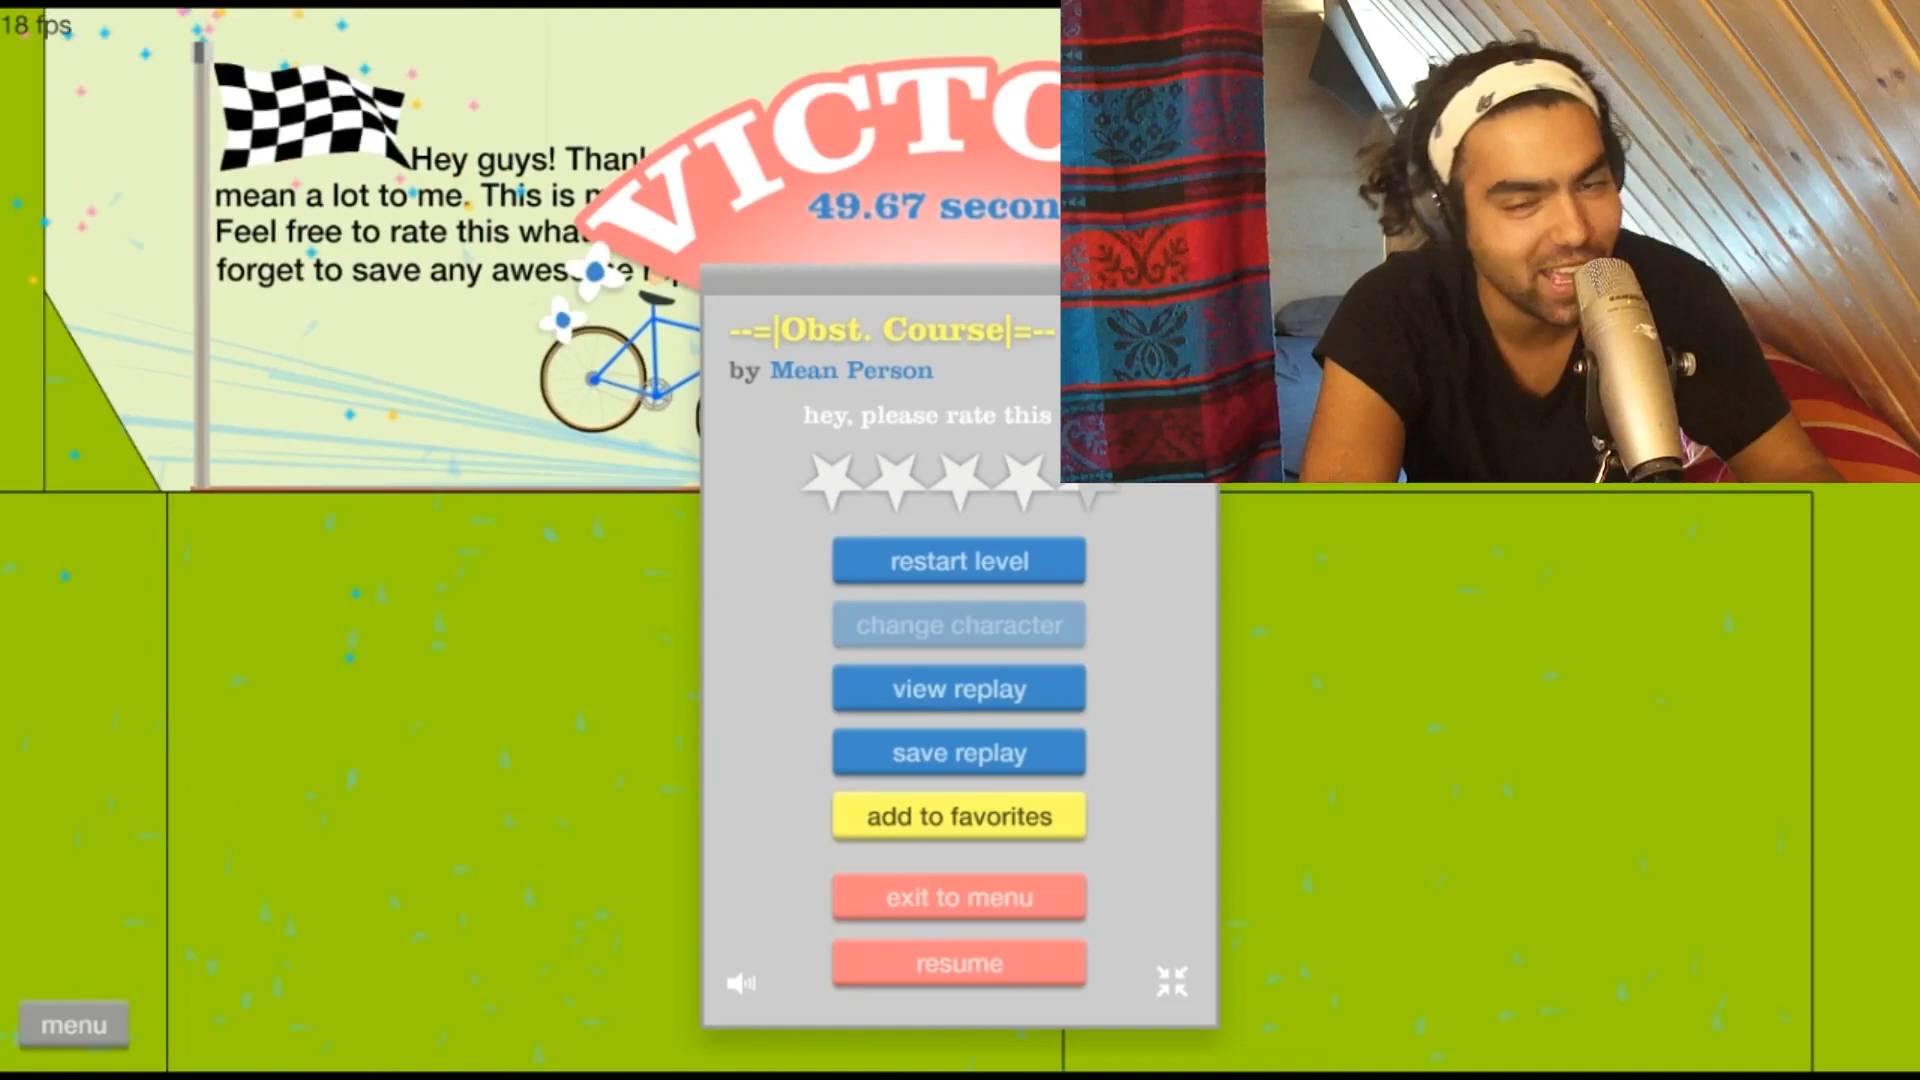 18 fps
Hey guys! Than
mean a lot to me. This is
Feel free to rate this wha
forget to save any awes
VICTO
49.67 secon
--=|Obst. Course|=--
by Mean Person
hey, please rate this
restart level
change character
view replay
save replay
add to favorites
exit to menu
resume
menu